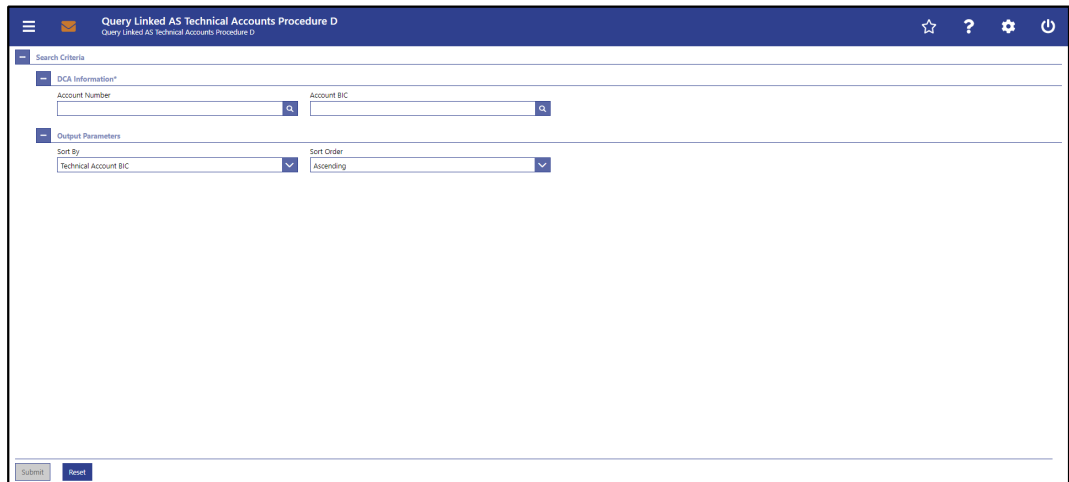 Query Linked AS Technical Accounts Procedure D
Query Linked AS Technical Accounts Procedure D
Search Criteria
DCA Information*
Account Number Account BIC
Output Parameters
Sort By Sort Order
Technical Account BIC Ascending
Submit Reset